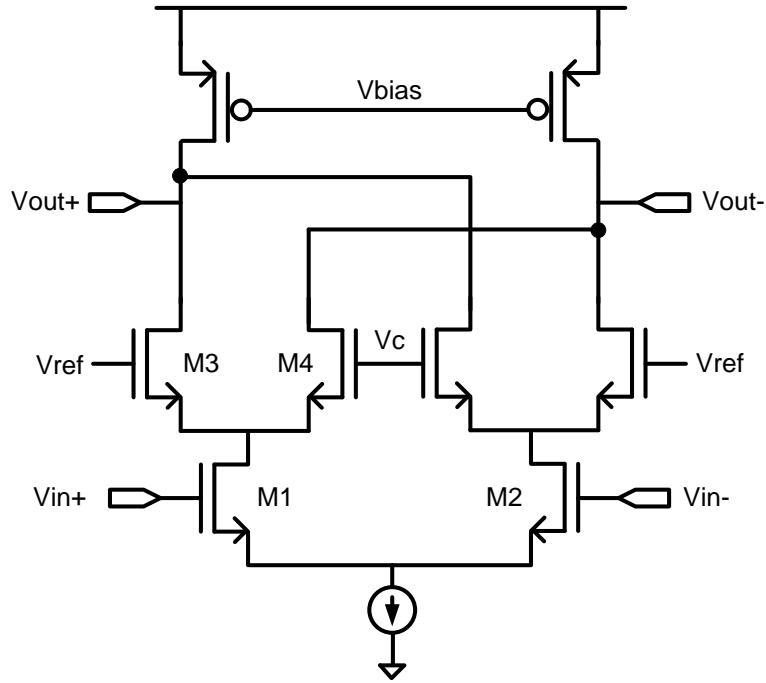 Vbias
Vout+
Vout-
Vref
M3
M4
Vc
Vref
Vin+
M1
M2
Vin-